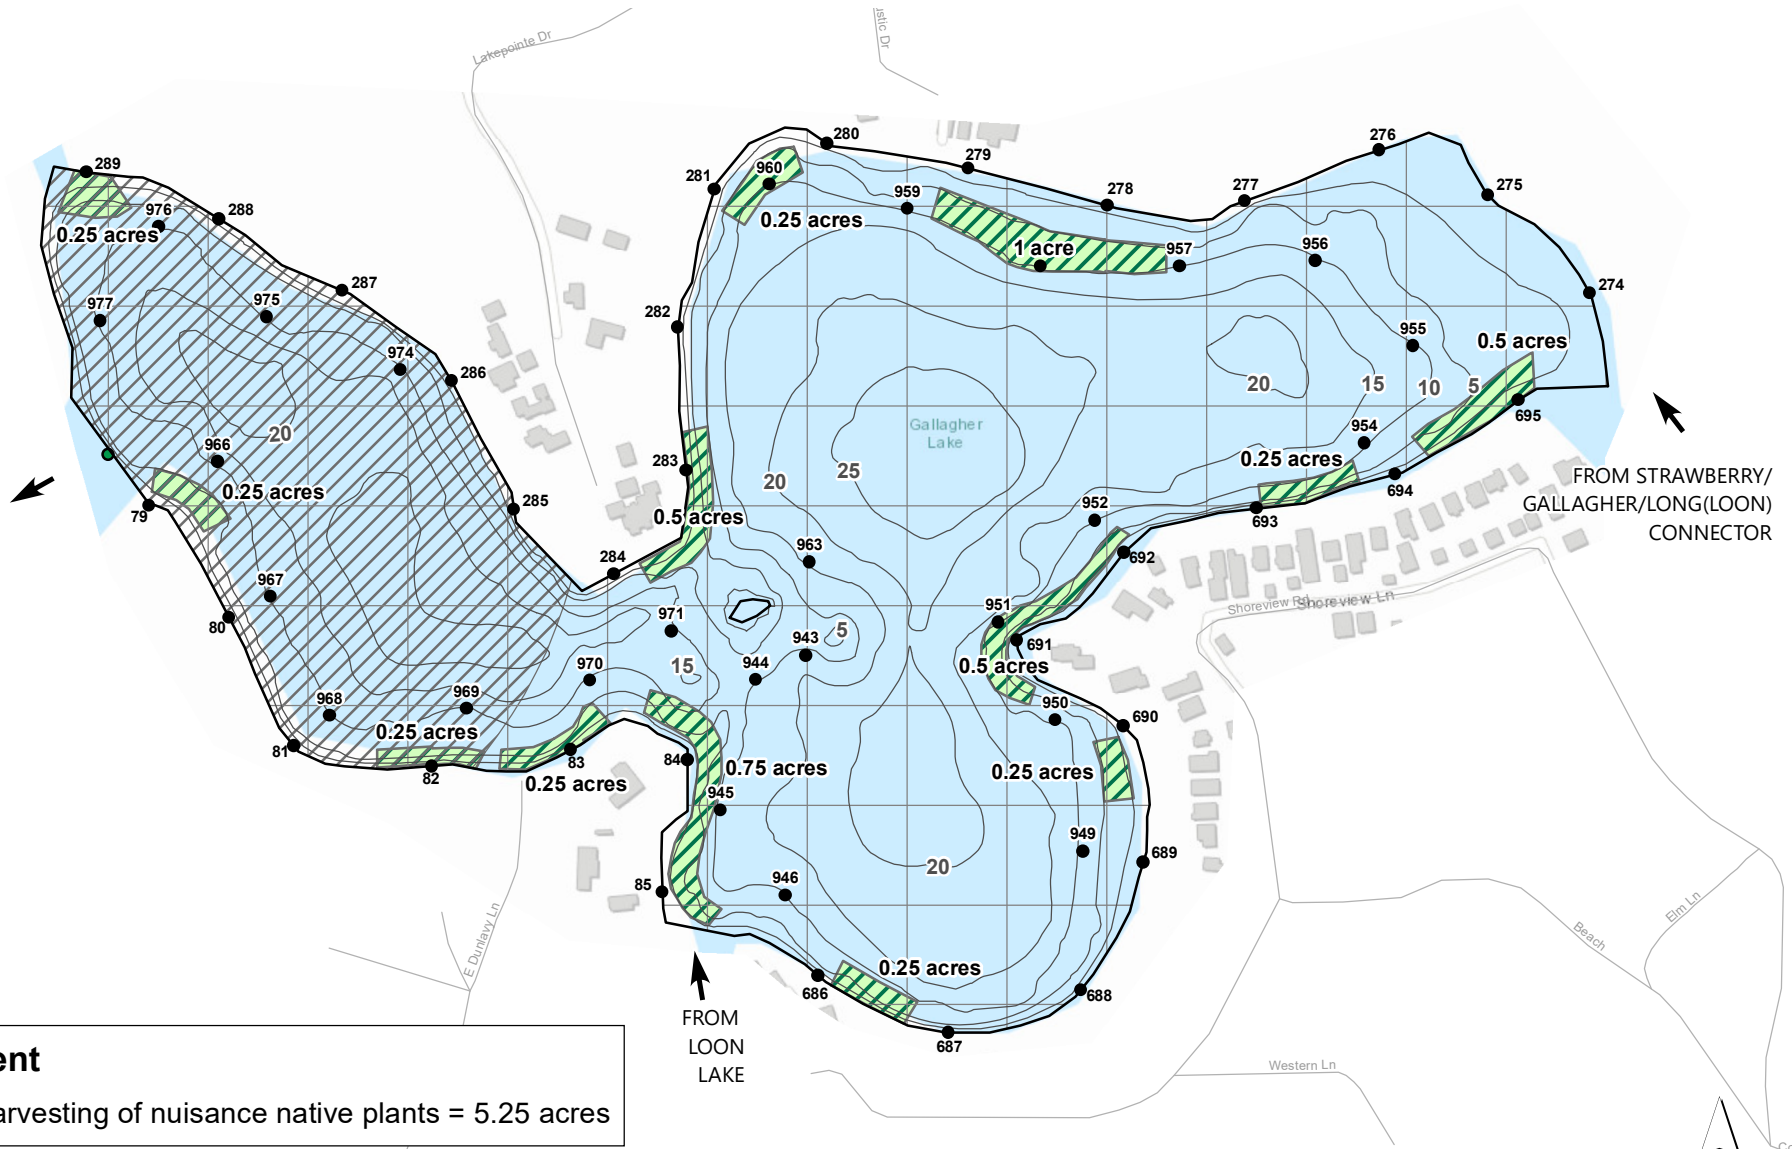 Lakepointe Dr
280
279
276
289
281
960
278
277
275
976
288
959
0.25 acres
0.25 acres
1 acre
957
956
287
274
977
975
282
955
0.5 acres
974
286
20
15
10
5
695
Gallagher
Lake
20
966
283
20
25
954
0.25 acres
694
0.25 acres
285
0.5 acres
952
693
79
FROM STRAWBERRY/
GALLAGHER/LONG(LOON)
CONNECTOR
284
963
692
967
951
Shoreview Rd
Shoreview Ln
80
971
943
5
691
970
15
944
0.5 acres
968
969
950
690
81
0.25 acres
82
83
84
0.75 acres
0.25 acres
0.25 acres
945
949
689
20
85
946
E Dunlavy Ln
Elm Ln
Beach
0.25 acres
686
688
FROM
LOON
LAKE
687
ent
arvesting of nuisance native plants = 5.25 acres
Western Ln